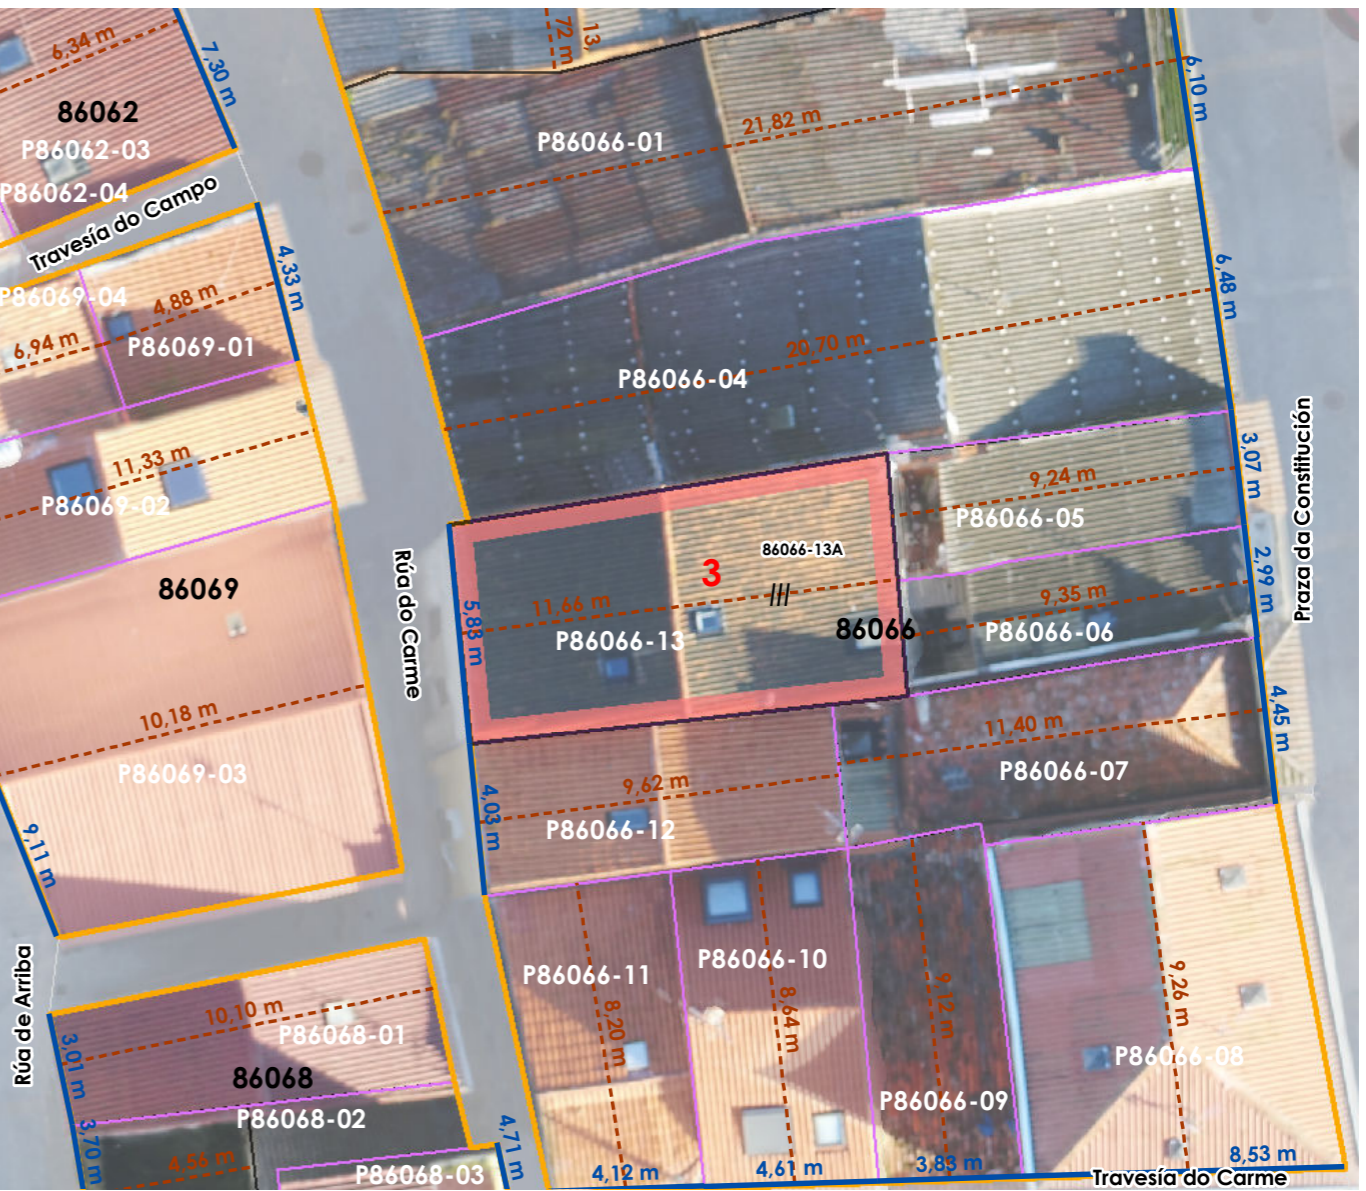 6,34 m
7,30 m
72 m
13,
6,10 m
86062
P86062-03
P86062-04
Travesía do Campo
P86066-01
21,82 m
4,33 m
6,48 m
P86069-04
4,88 m
6,94 m
P86069-01
20,70 m
P86066-04
11,33 m
P86069-02
3,07 m
Praza da Constitución
9,24 m
P86066-05
86069
Rúa do Carme
86066-13A
3
III
11,66 m
5,83 m
P86066-13
86066
2,99 m
9,35 m
P86066-06
10,18 m
P86069-03
4,45 m
11,40 m
P86066-07
9,62 m
4,03 m
P86066-12
9,11 m
Rúa de Arriba
P86066-11
8,20 m
P86066-10
8,64 m
9,12 m
P86066-09
9,26 m
P86066-08
10,10 m
P86068-01
3,01 m
86068
P86068-02
3,70 m
4,56 m
P86068-03
4,71 m
4,12 m
4,61 m
3,83 m
8,53 m
Travesía do Carme